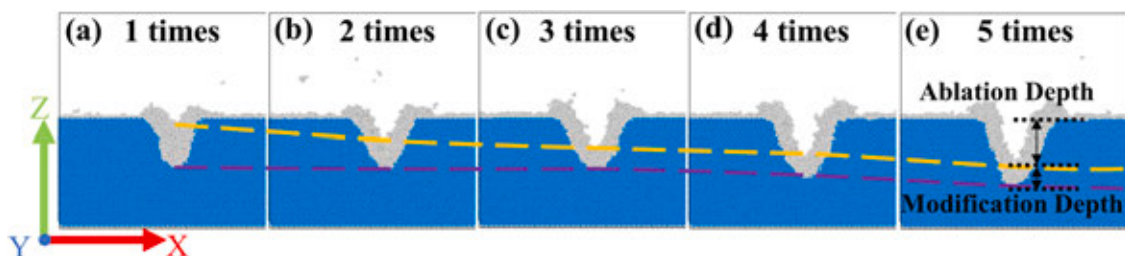 (a) 1 times
(b) 2 times
(c) 3 times
(d) 4 times
(e) 5 times
Z
Ablation Depth
Modification Depth
Y
X